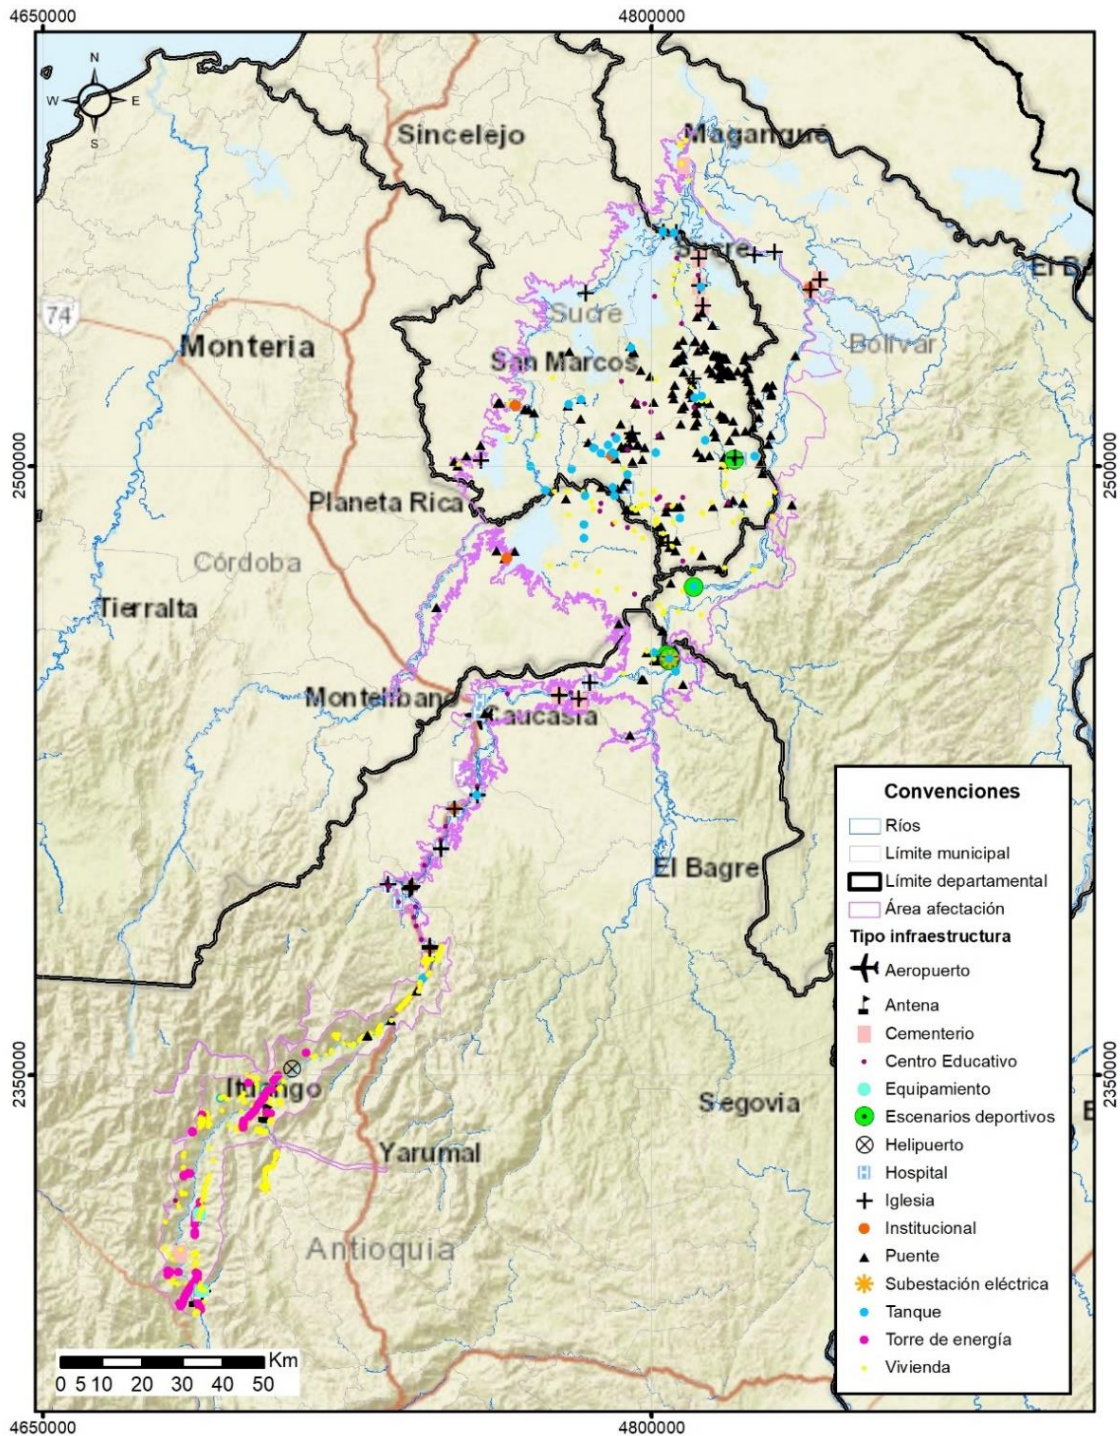 4650000
4800000
N
W
E
S
Sincelejo
Magangué
Sucre
El B
Sucre
74
Monteria
Bolívar
San Marcos
2500000
2500000
Planeta Rica
Córdoba
Tierralta
Montelibano
Caucasia
El Bagre
2350000
2350000
Ituango
Segovia
Yarumal
Antioquia
Convenciones
Ríos
Límite municipal
Límite departamental
Área afectación
Tipo infraestructura
Aeropuerto
Antena
Cementerio
Centro Educativo
Equipamiento
Escenarios deportivos
Helipuerto
Hospital
Iglesia
Institucional
Puente
Subestación eléctrica
Tanque
Torre de energía
Vivienda
Km
0 5 10 20 30 40 50
4650000
4800000